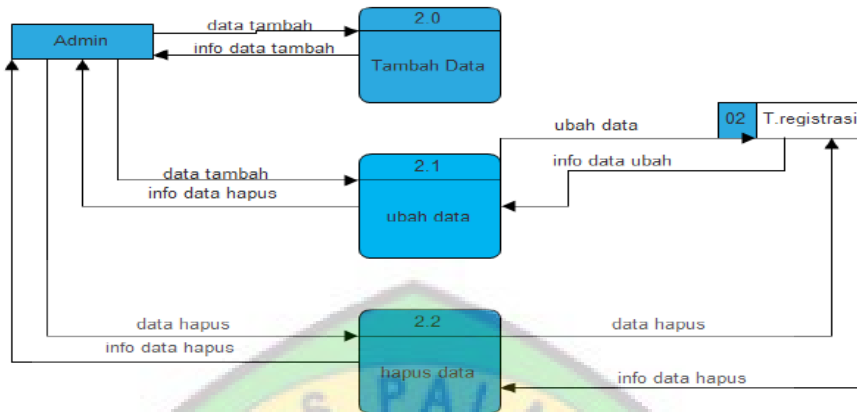 data tambah
2.0
Admin
info data tambah
Tambah Data
ubah data
02 T.registrasi
info data ubah
data tambah
2.1
info data hapus
ubah data
data hapus
2.2
data hapus
info data hapus
hapus data
info data hapus
S PAL